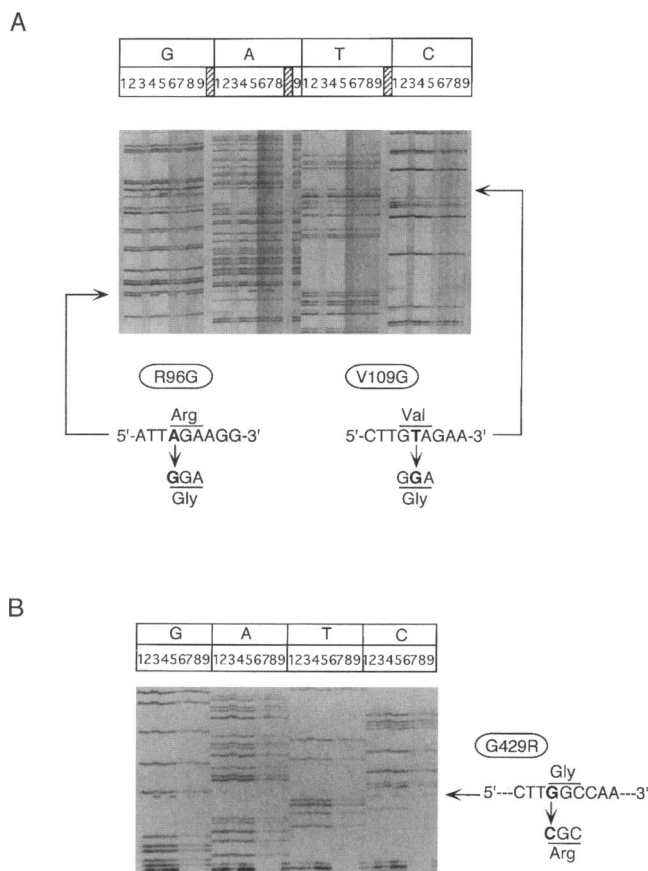 A
G A T C
123456789 12345678 9 123456789 123456789
R96G V109G
Arg Val
5'-ATTAGAAGG-3' 5'-CTTGTAGAA-3'
GGA GGA
Gly Gly
B
G A T C
123456789 123456789 123456789 123456789
G429R
Gly
5'---CTTGGCCAA---3'
CGC
Arg